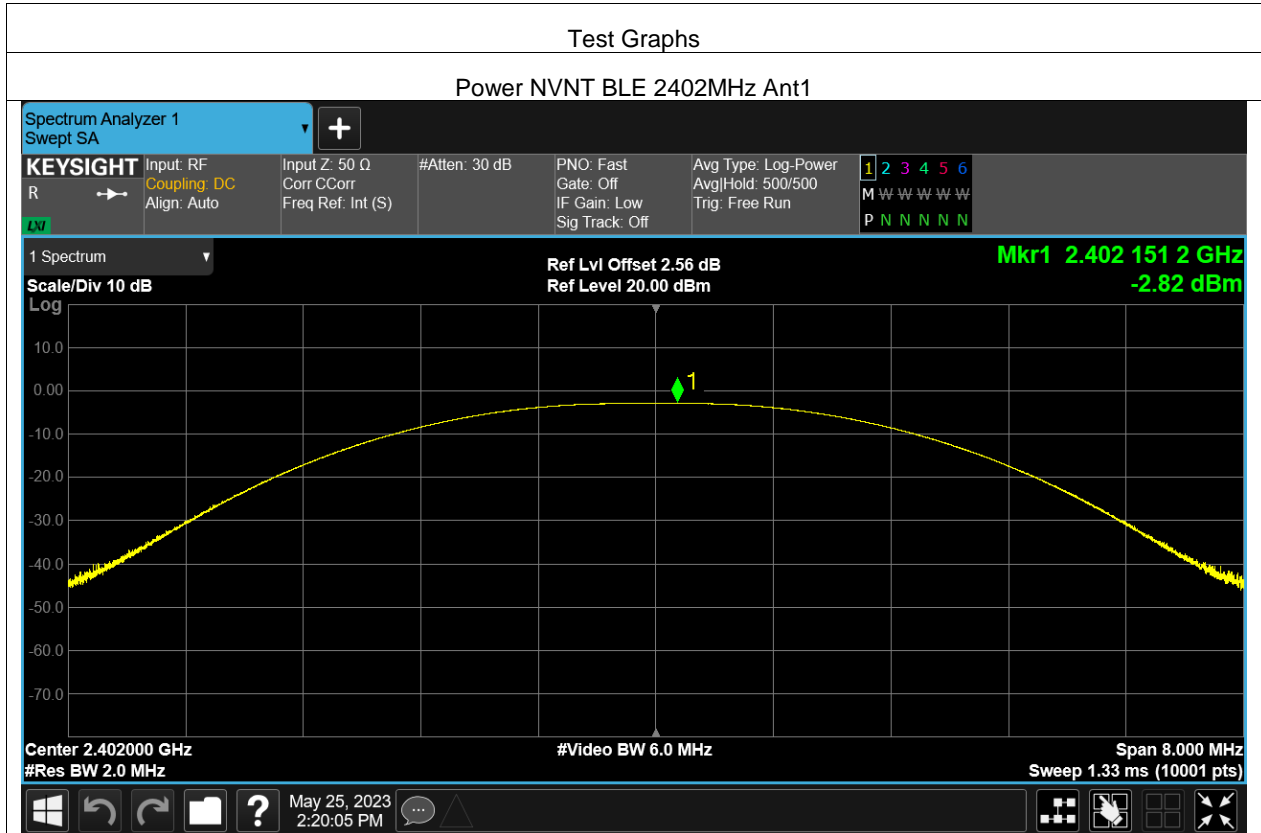 Test Graphs
Power NVNT BLE 2402MHz Ant1
Spectrum Analyzer 1
Swept SA
KEYSIGHT Input: RF Input Z: 50 Ω #Atten: 30 dB PNO: Fast Avg Type: Log-Power 1 2 3 4 5 6
R Coupling: DC Corr CCorr Gate: Off Avg|Hold: 500/500 M W W W W W
Align: Auto Freq Ref: Int (S) IF Gain: Low Trig: Free Run
LXI Sig Track: Off P N N N N N
1 Spectrum Ref Lvl Offset 2.56 dB Mkr1 2.402 151 2 GHz
Scale/Div 10 dB Ref Level 20.00 dBm -2.82 dBm
Log
10.0
0.00 1
-10.0
-20.0
-30.0
-40.0
-50.0
-60.0
-70.0
Center 2.402000 GHz #Video BW 6.0 MHz Span 8.000 MHz
#Res BW 2.0 MHz Sweep 1.33 ms (10001 pts)
? May 25, 2023
2:20:05 PM